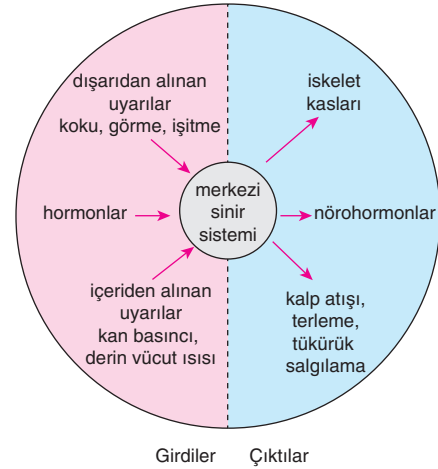 dışarıdan alınan
uyarılar
koku, görme, işitme
hormonlar
içeriden alınan
uyarılar
kan basıncı,
derin vücut ısısı
merkezi
sinir
sistemi
iskelet
kasları
nörohormonlar
kalp atışı,
terleme,
tükürük
salgılama
Girdiler Çıktılar